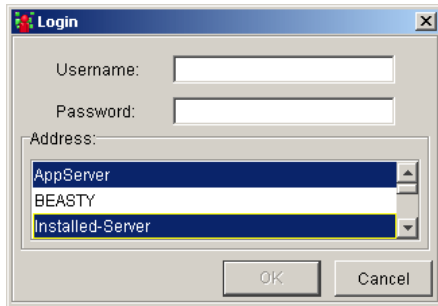 Login
Username:
Password:
Address:
AppServer
BEASTY
Installed-Server
OK
Cancel